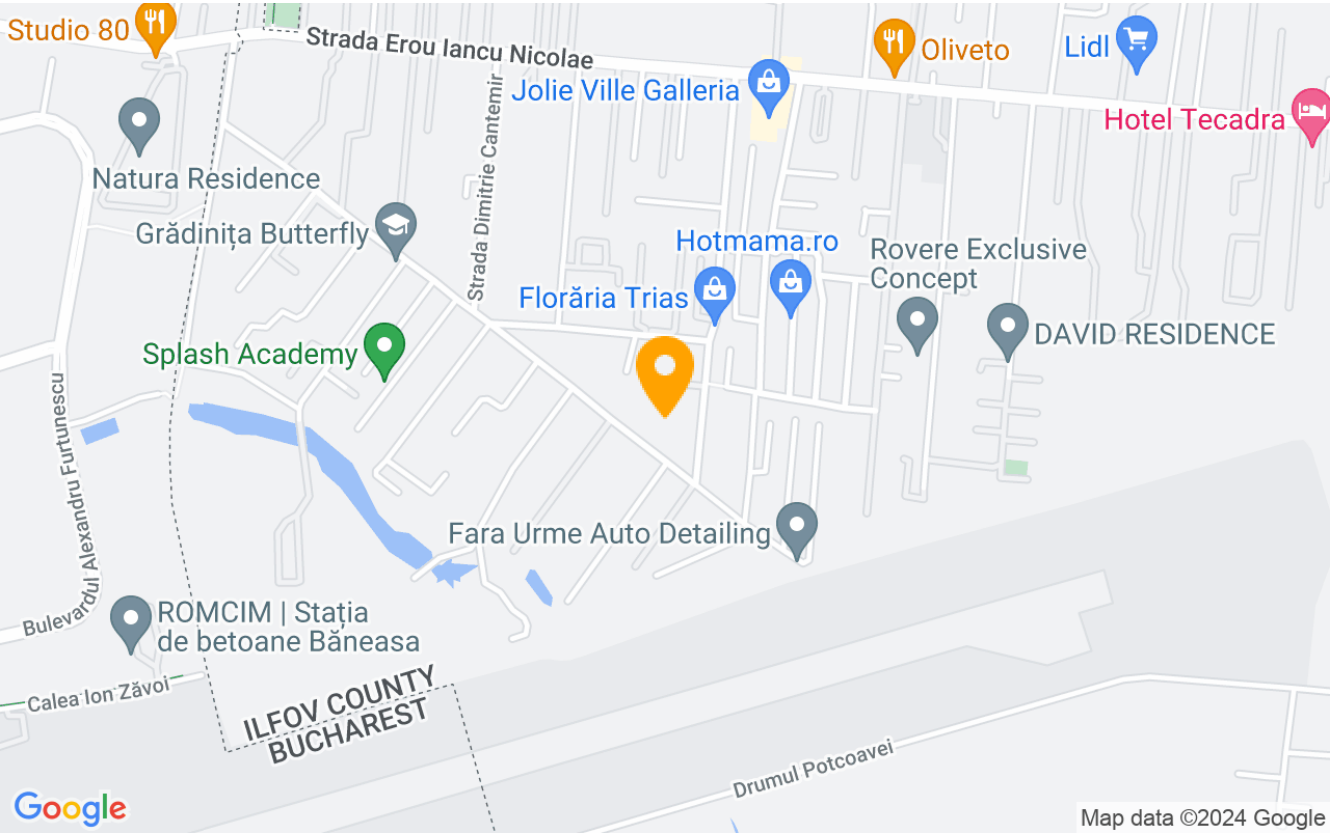 Studio 80
Strada Erou Iancu Nicolae
Oliveto
Lidl
Jolie Ville Galleria
Hotel Tecadra
Strada Dimitrie Cantemir
Natura Residence
Grădinița Butterfly
Hotmama.ro
Rovere Exclusive
Concept
Florăria Trias
DAVID RESIDENCE
Splash Academy
Bulevardul Alexandru Furtunescu
Fara Urme Auto Detailing
ROMCIM | Stația
de betoane Băneasa
Calea Ion Zăvoi
ILFOV COUNTY
BUCHAREST
Drumul Potcoavei
Google
Map data ©2024 Google